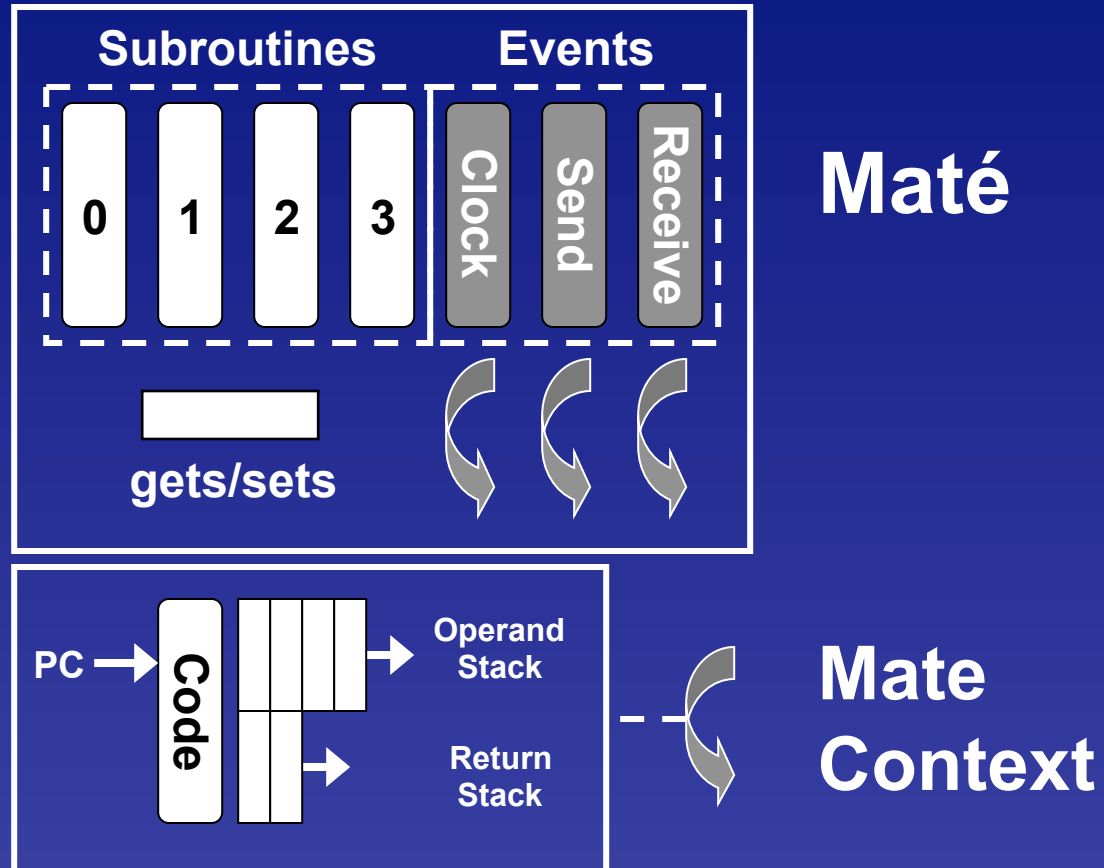 Subroutines
Events
0
1
2
3
Clock
Send
Receive
Maté
gets/sets
PC
Code
Operand
Stack
Return
Stack
Mate
Context